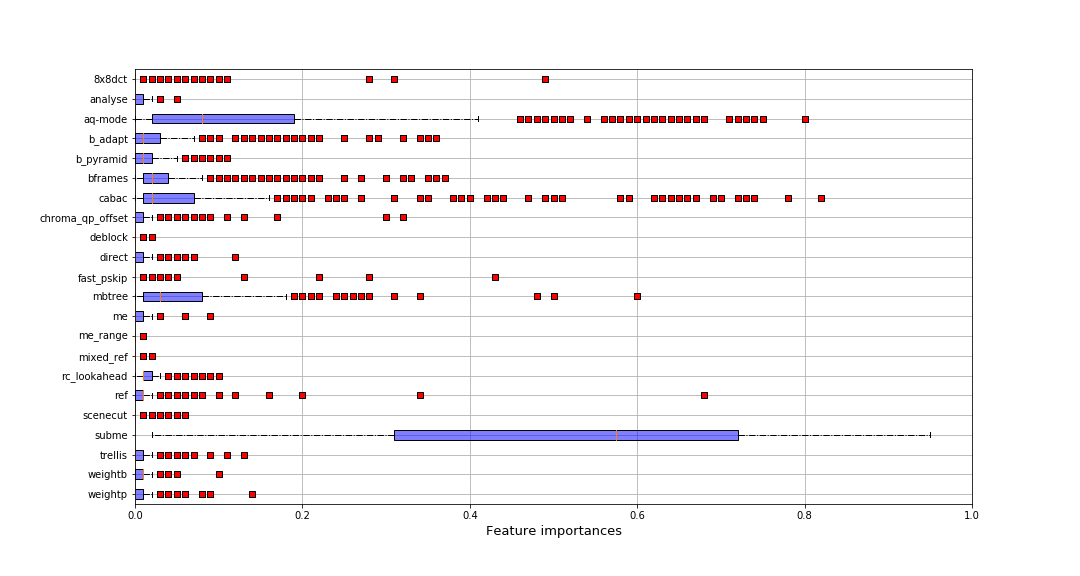 8x8dct
analyse
aq-mode
b_adapt
b_pyramid
bframes
cabac
chroma_qp_offset
deblock
direct
fast_pskip
mbtree
me
me_range
mixed_ref
rc_lookahead
ref
scenecut
subme
trellis
weightb
weightp
0.0 0.2 0.4 0.6 0.8 1.0
Feature importances